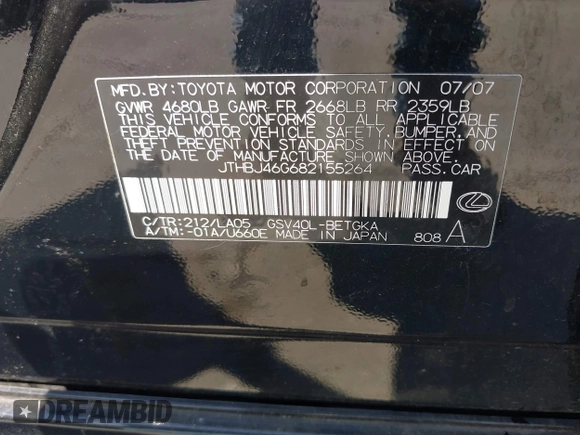 MFD.BY:TOYOTA MOTOR CORPORATION 07/07
GVWR 4680LB GAWR FR 2668LB RR 2359LB
THIS VEHICLE CONFORMS TO ALL APPLICABLE
FEDERAL MOTOR VEHICLE SAFETY,BUMPER,AND
THEFT PREVENTION STANDARDS IN EFFECT ON
THE DATE OF MANUFACTURE SHOWN ABOVE.
JTHBJ46G682155264 PASS.CAR
C/TR:212/LA05 GSV40L-BETGKA
A/TM:-01A/U660E MADE IN JAPAN 808 A
DREAMBID